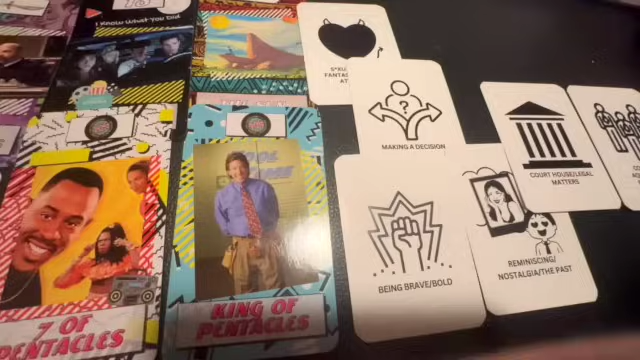 I Know What You Did
7 OF
PENTACLES
KING OF
PENTACLES
MAKING A DECISION
BEING BRAVE/BOLD
COURT HOUSE/LEGAL
MATTERS
REMINISCING/
NOSTALGIA/THE PAST